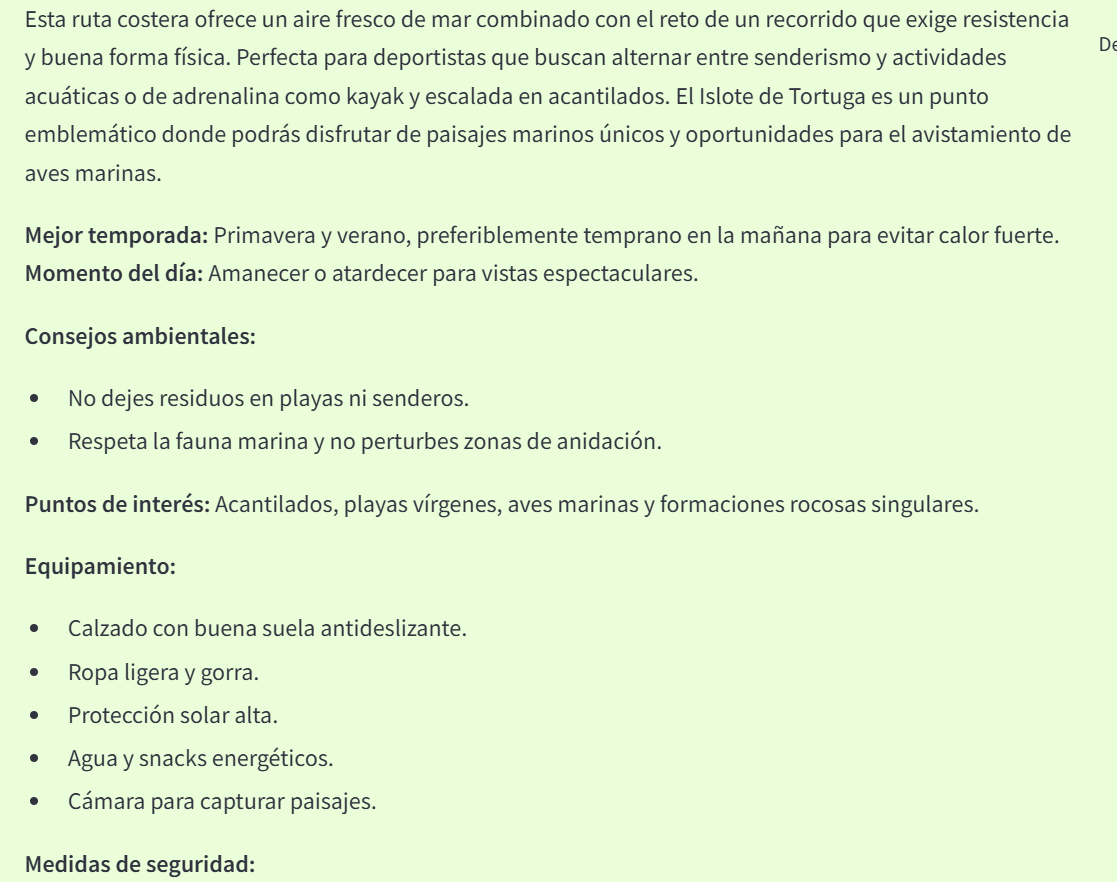 Esta ruta costera ofrece un aire fresco de mar combinado con el reto de un recorrido que exige resistencia
y buena forma física. Perfecta para deportistas que buscan alternar entre senderismo y actividades
acuáticas o de adrenalina como kayak y escalada en acantilados. El Islote de Tortuga es un punto
emblemático donde podrás disfrutar de paisajes marinos únicos y oportunidades para el avistamiento de
aves marinas.
Mejor temporada: Primavera y verano, preferiblemente temprano en la mañana para evitar calor fuerte.
Momento del día: Amanecer o atardecer para vistas espectaculares.
Consejos ambientales:
• No dejes residuos en playas ni senderos.
• Respeta la fauna marina y no perturbes zonas de anidación.
Puntos de interés: Acantilados, playas vírgenes, aves marinas y formaciones rocosas singulares.
Equipamiento:
• Calzado con buena suela antideslizante.
• Ropa ligera y gorra.
• Protección solar alta.
• Agua y snacks energéticos.
• Cámara para capturar paisajes.
Medidas de seguridad: